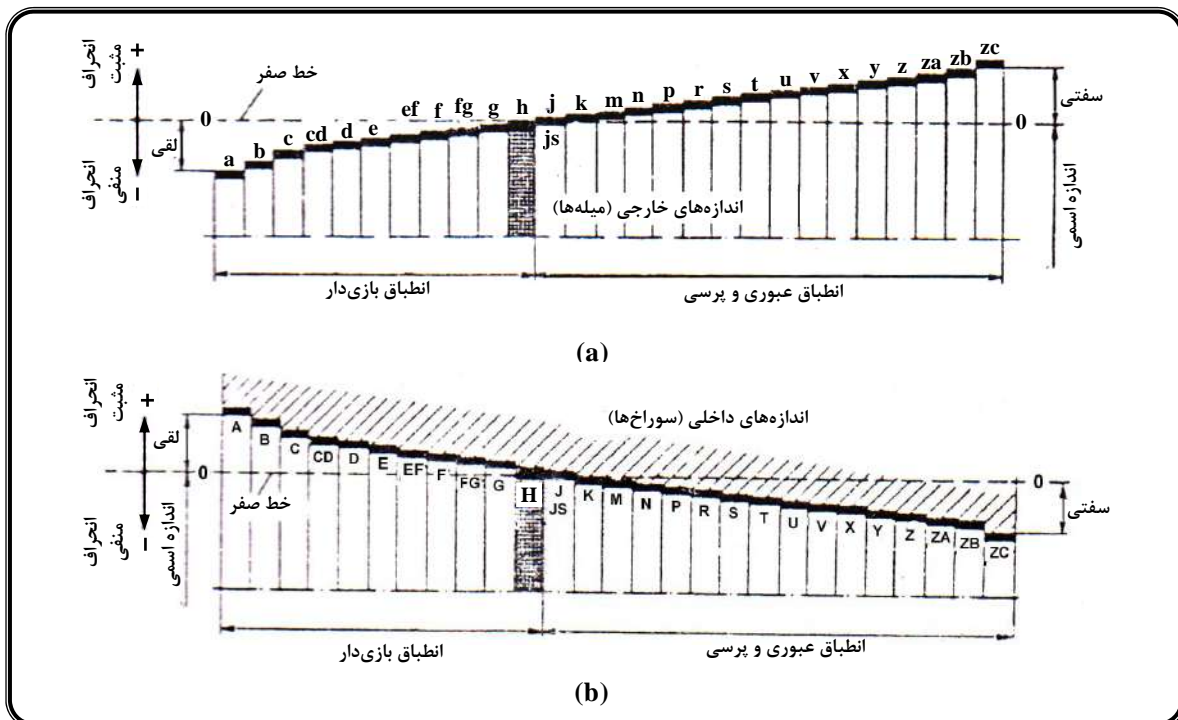 انحراف مثبت
+
خط صفر
0
لقی
انحراف منفی
−
a b c cd d e ef f fg g h j js k m n p r s t u v x y z za zb zc
سفتی
0
اندازه اسمی
اندازه‌های خارجی (میله‌ها)
انطباق بازی‌دار
انطباق عبوری و پرسی
(a)
انحراف مثبت
+
لقی
0
خط صفر
انحراف منفی
−
اندازه اسمی
اندازه‌های داخلی (سوراخ‌ها)
A B C CD D E EF F FG G H J JS K M N P R S T U V X Y Z ZA ZB ZC
0
سفتی
انطباق بازی‌دار
انطباق عبوری و پرسی
(b)